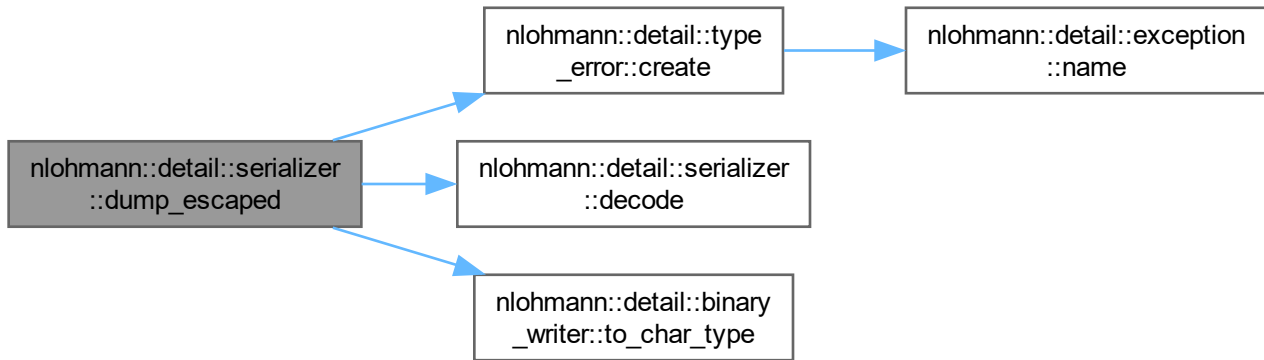 nlohmann::detail::type
_error::create
nlohmann::detail::exception
::name
nlohmann::detail::serializer
::dump_escaped
nlohmann::detail::serializer
::decode
nlohmann::detail::binary
_writer::to_char_type